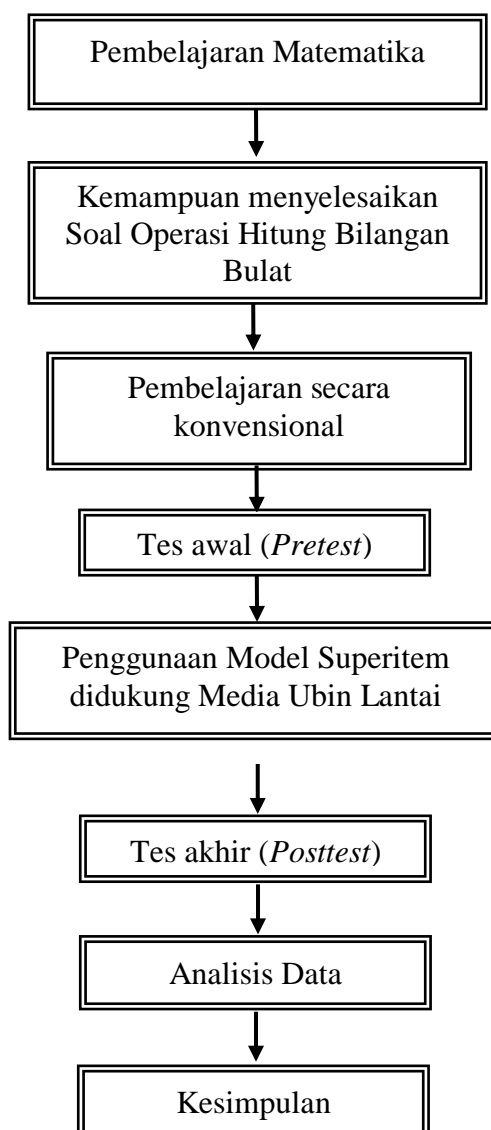 Pembelajaran Matematika
Kemampuan menyelesaikan
Soal Operasi Hitung Bilangan
Bulat
Pembelajaran secara
konvensional
Tes awal (Pretest)
Penggunaan Model Superitem
didukung Media Ubin Lantai
Tes akhir (Posttest)
Analisis Data
Kesimpulan